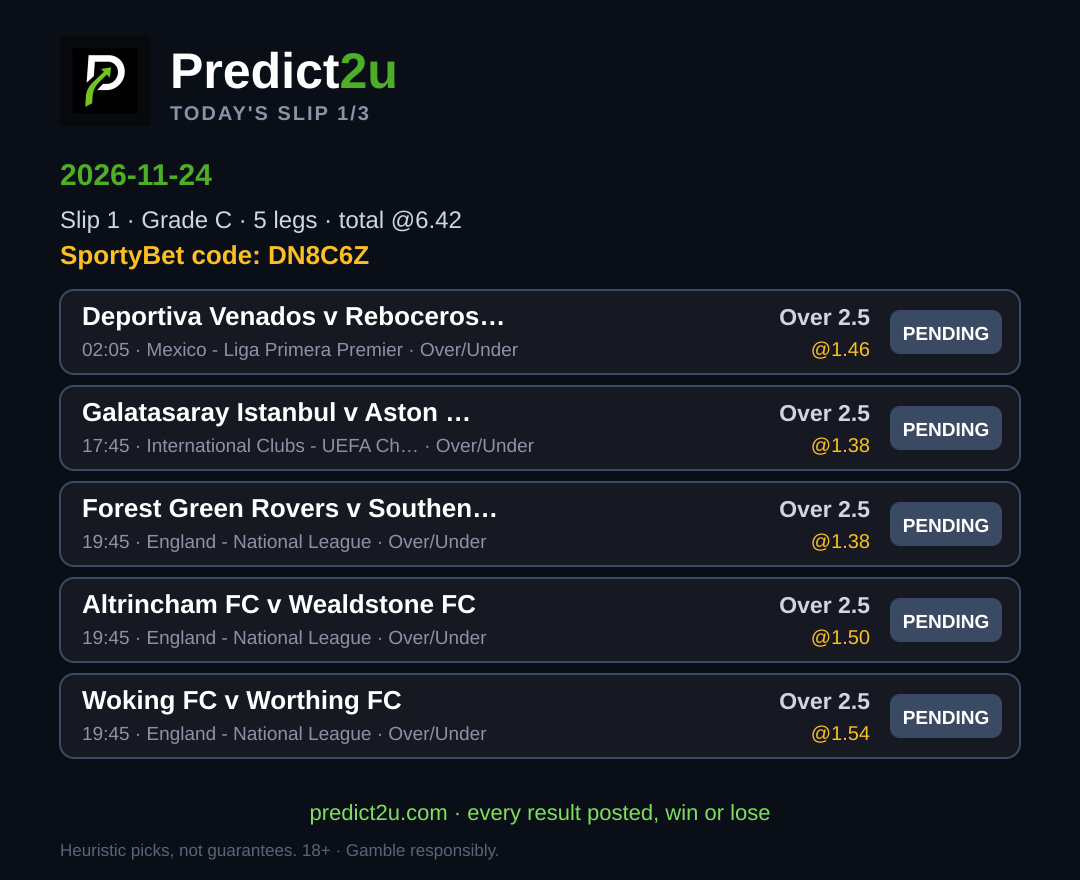 Predict2u
TODAY'S SLIP 1/3
2026-11-24
Slip 1 · Grade C · 5 legs · total @6.42
SportyBet code: DN8C6Z
Deportiva Venados v Reboceros…
Over 2.5
PENDING
02:05 · Mexico - Liga Primera Premier · Over/Under
@1.46
Galatasaray Istanbul v Aston …
Over 2.5
PENDING
17:45 · International Clubs - UEFA Ch… · Over/Under
@1.38
Forest Green Rovers v Southen…
Over 2.5
PENDING
19:45 · England - National League · Over/Under
@1.38
Altrincham FC v Wealdstone FC
Over 2.5
PENDING
19:45 · England - National League · Over/Under
@1.50
Woking FC v Worthing FC
Over 2.5
PENDING
19:45 · England - National League · Over/Under
@1.54
predict2u.com · every result posted, win or lose
Heuristic picks, not guarantees. 18+ · Gamble responsibly.